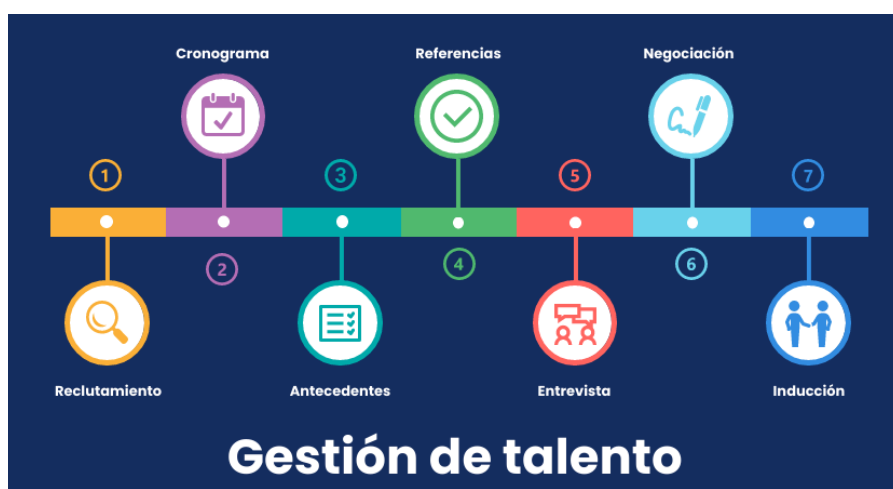 Cronograma
Referencias
Negociación
1
3
5
7
2
4
6
Reclutamiento
Antecedentes
Entrevista
Inducción
Gestión de talento